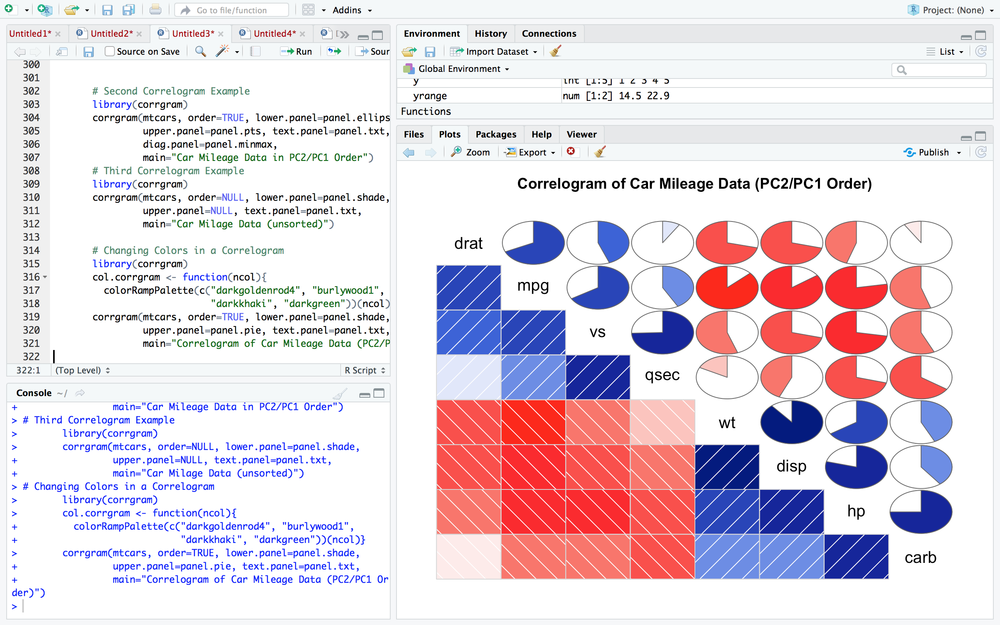 Go to file/function
Addins
Project: (None)
Untitled1*
Untitled2*
Untitled3*
Untitled4*
Source on Save
Run
Sour
300
301
302 # Second Correlogram Example
303 library(corrgram)
304 corrgram(mtcars, order=TRUE, lower.panel=panel.ellips
305 upper.panel=panel.pts, text.panel=panel.txt,
306 diag.panel=panel.minmax,
307 main="Car Mileage Data in PC2/PC1 Order")
308 # Third Correlogram Example
309 library(corrgram)
310 corrgram(mtcars, order=NULL, lower.panel=panel.shade,
311 upper.panel=NULL, text.panel=panel.txt,
312 main="Car Milage Data (unsorted)")
313
314 # Changing Colors in a Correlogram
315 library(corrgram)
316 col.corrgram <- function(ncol){
317 colorRampPalette(c("darkgoldenrod4", "burlywood1",
318 "darkkhaki", "darkgreen"))(ncol)
319 corrgram(mtcars, order=TRUE, lower.panel=panel.shade,
320 upper.panel=panel.pie, text.panel=panel.txt,
321 main="Correlogram of Car Mileage Data (PC2/P
322
322:1 (Top Level) R Script
Console ~/
+ main="Car Mileage Data in PC2/PC1 Order")
> # Third Correlogram Example
> library(corrgram)
> corrgram(mtcars, order=NULL, lower.panel=panel.shade,
+ upper.panel=NULL, text.panel=panel.txt,
+ main="Car Milage Data (unsorted)")
> # Changing Colors in a Correlogram
> library(corrgram)
> col.corrgram <- function(ncol){
+ colorRampPalette(c("darkgoldenrod4", "burlywood1",
+ "darkkhaki", "darkgreen"))(ncol)}
> corrgram(mtcars, order=TRUE, lower.panel=panel.shade,
+ upper.panel=panel.pie, text.panel=panel.txt,
+ main="Correlogram of Car Mileage Data (PC2/PC1 Or
der)")
>
Environment History Connections
Import Dataset
List
Global Environment
y int [1:5] 1 2 3 4 5
yrange num [1:2] 14.5 22.9
Functions
Files Plots Packages Help Viewer
Zoom Export Publish
Correlogram of Car Mileage Data (PC2/PC1 Order)
drat
mpg
vs
qsec
wt
disp
hp
carb